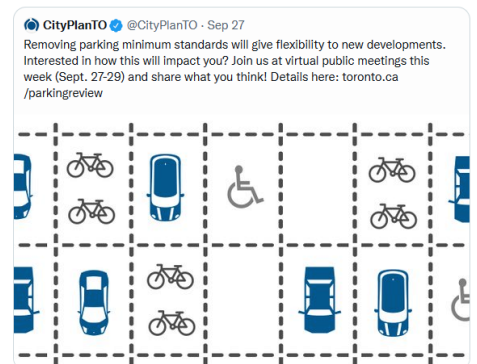 CityPlanTO @CityPlanTO · Sep 27
Removing parking minimum standards will give flexibility to new developments.
Interested in how this will impact you? Join us at virtual public meetings this
week (Sept. 27-29) and share what you think! Details here: toronto.ca
/parkingreview